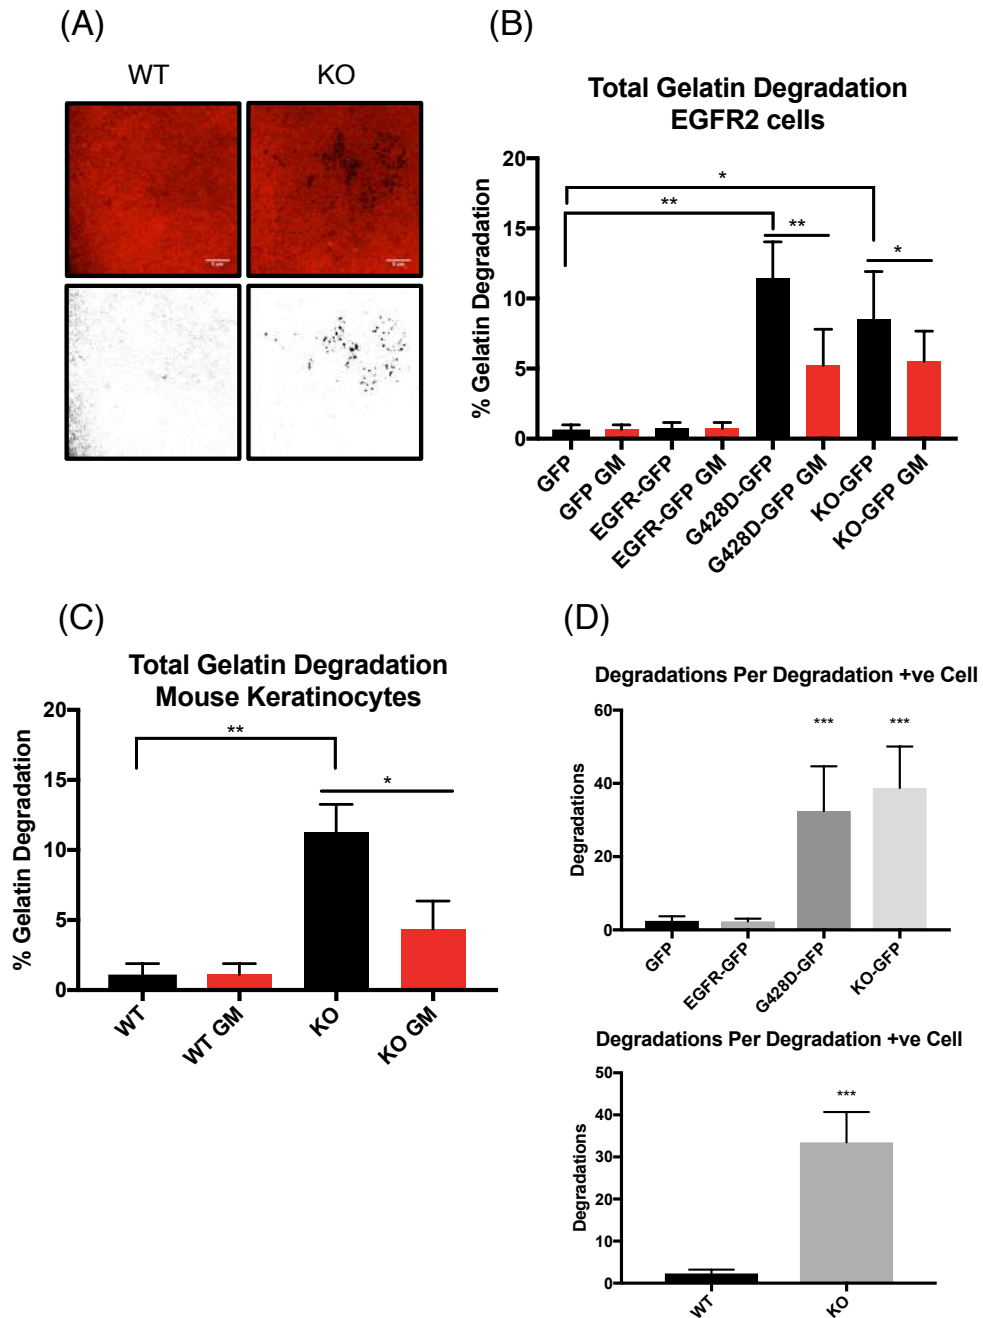 (A)
WT KO
5 µm 5 µm
(B)
Total Gelatin Degradation
EGFR2 cells
% Gelatin Degradation
20
15
10
5
0
*
**
**
*
GFP
GFP GM
EGFR-GFP
EGFR-GFP GM
G428D-GFP
G428D-GFP GM
KO-GFP
KO-GFP GM
(C)
Total Gelatin Degradation
Mouse Keratinocytes
% Gelatin Degradation
20
15
10
5
0
**
*
WT
WT GM
KO
KO GM
(D)
Degradations Per Degradation +ve Cell
Degradations
60
40
20
0
*** ***
GFP
EGFR-GFP
G428D-GFP
KO-GFP
Degradations Per Degradation +ve Cell
Degradations
50
40
30
20
10
0
***
WT
KO